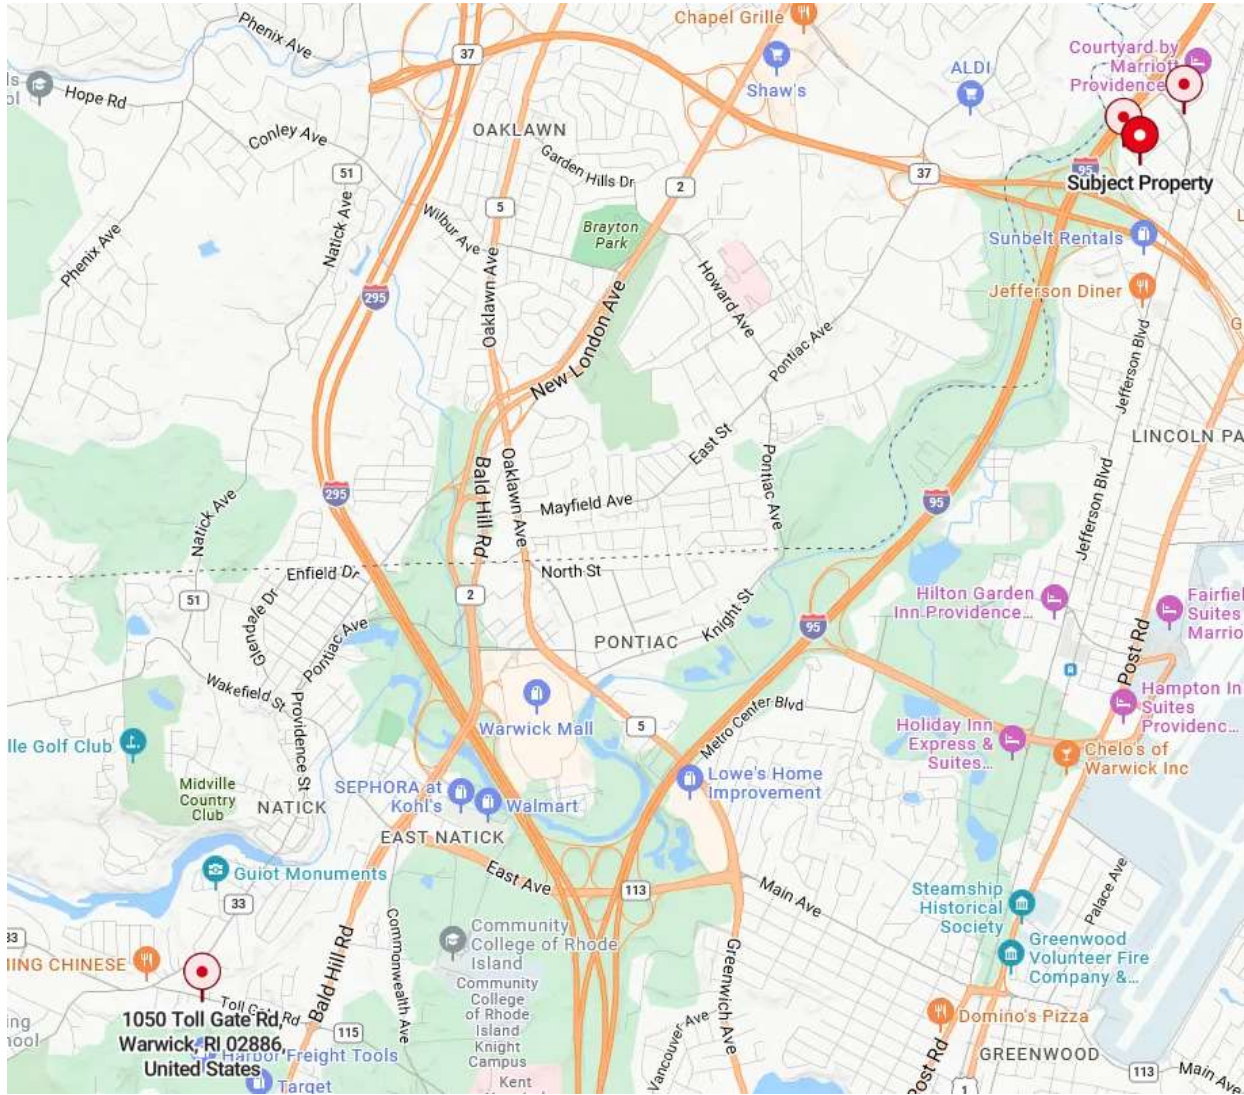 Chapel Grille
Phenix Ave
37
Courtyard by
Marriott
Providence
ALDI
Shaw's
Hope Rd
OAKLAWN
Conley Ave
Garden Hills Dr
51
37
95
2
Subject Property
5
Wilbur Ave
Natick Ave
Brayton
Park
Phenix Ave
Sunbelt Rentals
Oaklawn Ave
Howard Ave
Jefferson Diner
295
New London Ave
Pontiac Ave
Jefferson Blvd
LINCOLN PA
East St
Bald Hill Rd
Oaklawn Ave
Pontiac Ave
295
95
Mayfield Ave
Natick Ave
Jefferson Blvd
North St
Enfield Dr
51
2
Hilton Garden
Inn Providence...
Fairfiel
Suites
Marrio
Glendale Dr
Pontiac Ave
Knight St
95
PONTIAC
Post Rd
Wakefield St
Providence St
Warwick Mall
5
Metro Center Blvd
Hampton In
Suites
Providenc...
lle Golf Club
Holiday Inn
Express &
Suites...
Chelo's of
Warwick Inc
Midville
Country
Club
SEPHORA at
Kohl's
Walmart
Lowe's Home
Improvement
NATICK
EAST NATICK
Guiot Monuments
East Ave
113
Main Ave
Palace Ave
33
Steamship
Historical
Society
33
Commonwealth Ave
Community
College of Rhode
Island
Greenwood
Volunteer Fire
Company &...
MING CHINESE
Bald Hill Rd
Greenwich Ave
Community
College
of Rhode
Island
Knight
Campus
Toll Gate Rd
1050 Toll Gate Rd,
Warwick, RI 02886,
United States
115
Vancouver Ave
Domino's Pizza
Harbor Freight Tools
GREENWOOD
Post Rd
Target
Kent
113
Main Ave
1